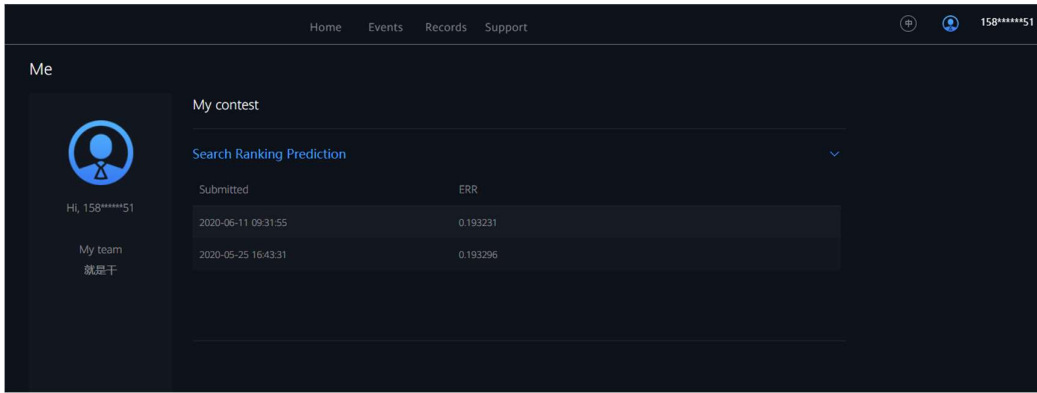 Home Events Records Support 中 158******51
Me
My contest
Search Ranking Prediction
Submitted ERR
Hi, 158******51
2020-06-11 09:31:55 0.193231
My team
2020-05-25 16:43:31 0.193296
就是干